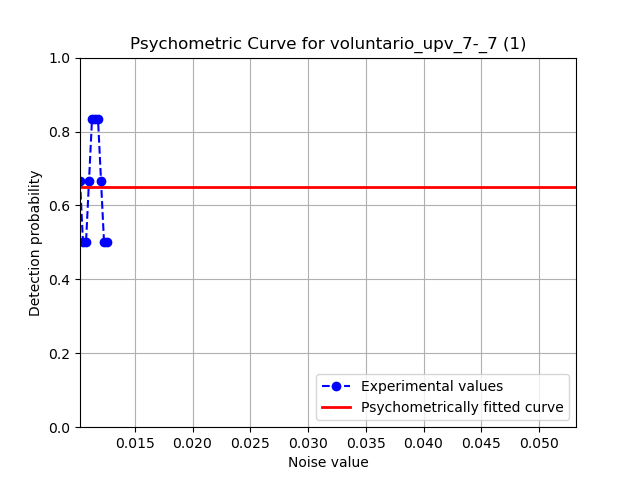 Psychometric Curve for voluntario_upv_7-_7 (1)
1.0
0.8
0.6
0.4
0.2
0.0
Detection probability
0.015 0.020 0.025 0.030 0.035 0.040 0.045 0.050
Noise value
Experimental values
Psychometrically fitted curve